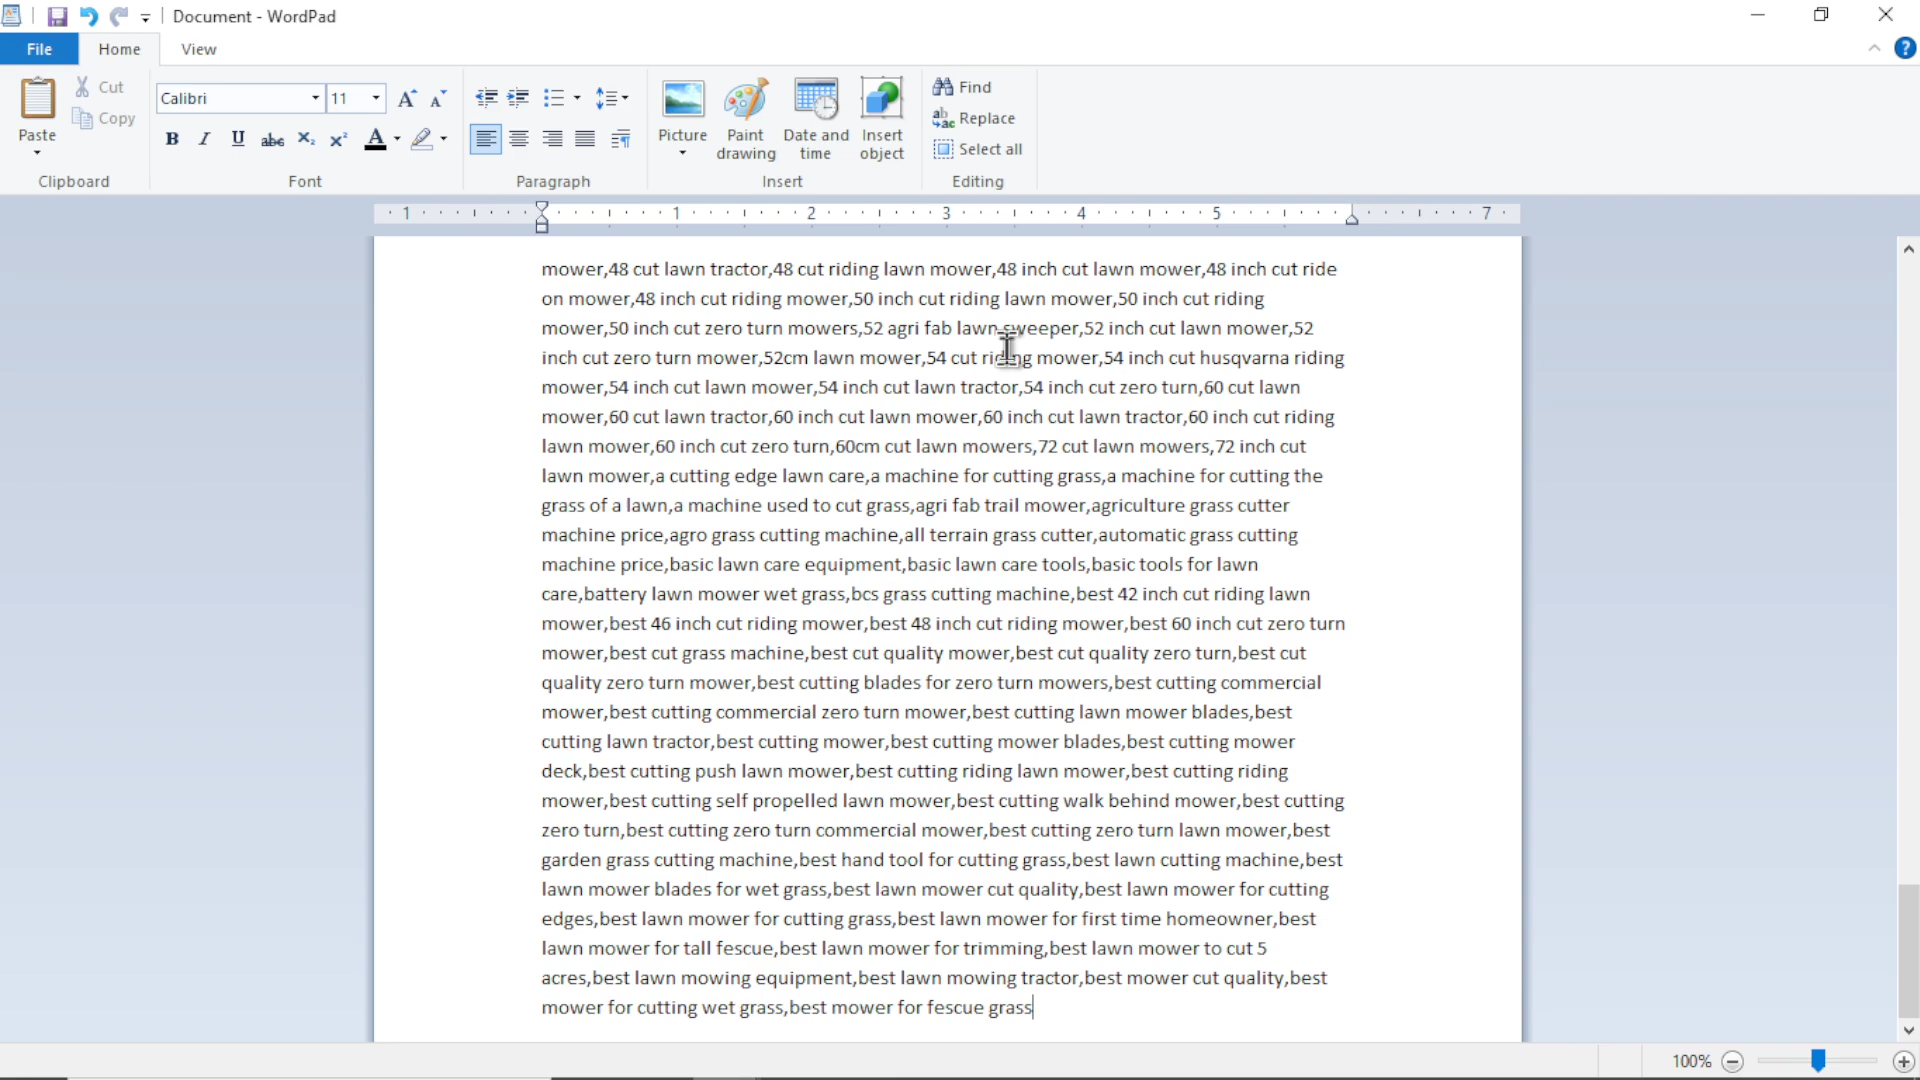 Document - WordPad
File Home View
Paste Cut Copy Clipboard
Calibri 11 Font
Paragraph
Picture Paint drawing Date and time Insert object Insert
Find Replace Select all Editing
1 1 2 3 4 5 7
mower,48 cut lawn tractor,48 cut riding lawn mower,48 inch cut lawn mower,48 inch cut ride
on mower,48 inch cut riding mower,50 inch cut riding lawn mower,50 inch cut riding
mower,50 inch cut zero turn mowers,52 agri fab lawn sweeper,52 inch cut lawn mower,52
inch cut zero turn mower,52cm lawn mower,54 cut riding mower,54 inch cut husqvarna riding
mower,54 inch cut lawn mower,54 inch cut lawn tractor,54 inch cut zero turn,60 cut lawn
mower,60 cut lawn tractor,60 inch cut lawn mower,60 inch cut lawn tractor,60 inch cut riding
lawn mower,60 inch cut zero turn,60cm cut lawn mowers,72 cut lawn mowers,72 inch cut
lawn mower,a cutting edge lawn care,a machine for cutting grass,a machine for cutting the
grass of a lawn,a machine used to cut grass,agri fab trail mower,agriculture grass cutter
machine price,agro grass cutting machine,all terrain grass cutter,automatic grass cutting
machine price,basic lawn care equipment,basic lawn care tools,basic tools for lawn
care,battery lawn mower wet grass,bcs grass cutting machine,best 42 inch cut riding lawn
mower,best 46 inch cut riding mower,best 48 inch cut riding mower,best 60 inch cut zero turn
mower,best cut grass machine,best cut quality mower,best cut quality zero turn,best cut
quality zero turn mower,best cutting blades for zero turn mowers,best cutting commercial
mower,best cutting commercial zero turn mower,best cutting lawn mower blades,best
cutting lawn tractor,best cutting mower,best cutting mower blades,best cutting mower
deck,best cutting push lawn mower,best cutting riding lawn mower,best cutting riding
mower,best cutting self propelled lawn mower,best cutting walk behind mower,best cutting
zero turn,best cutting zero turn commercial mower,best cutting zero turn lawn mower,best
garden grass cutting machine,best hand tool for cutting grass,best lawn cutting machine,best
lawn mower blades for wet grass,best lawn mower cut quality,best lawn mower for cutting
edges,best lawn mower for cutting grass,best lawn mower for first time homeowner,best
lawn mower for tall fescue,best lawn mower for trimming,best lawn mower to cut 5
acres,best lawn mowing equipment,best lawn mowing tractor,best mower cut quality,best
mower for cutting wet grass,best mower for fescue grass
100%